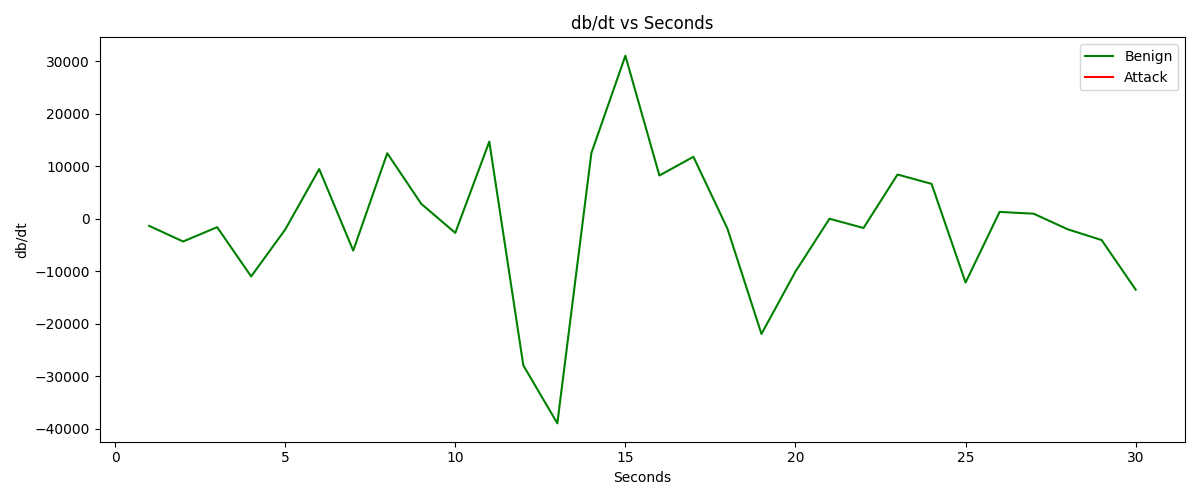 db/dt vs Seconds
Benign
Attack
30000
20000
10000
0
−10000
−20000
−30000
−40000
db/dt
0 5 10 15 20 25 30
Seconds